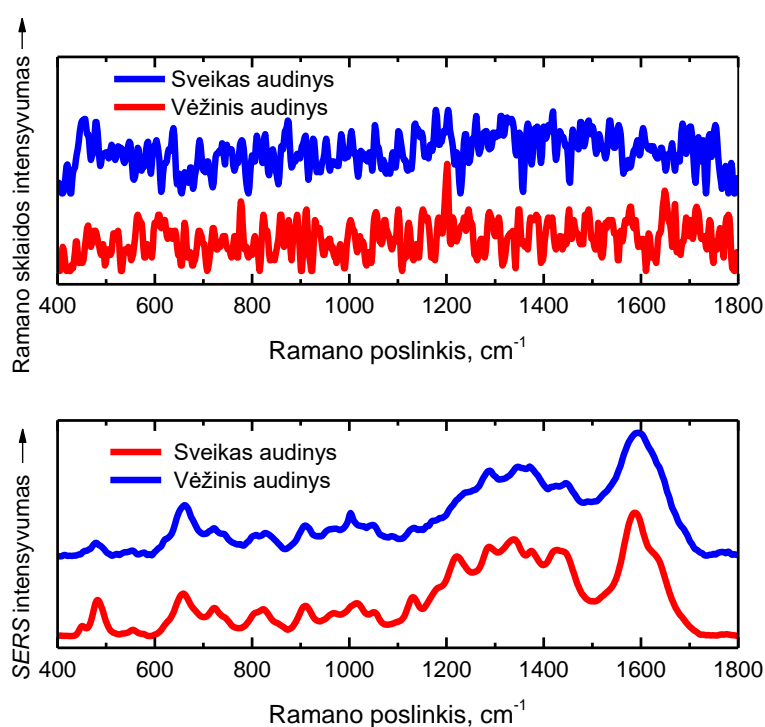 Ramano sklaidos intensyvumas
Sveikas audinys
Vėžinis audinys
400 600 800 1000 1200 1400 1600 1800
Ramano poslinkis, cm⁻¹
SERS intensyvumas
Sveikas audinys
Vėžinis audinys
400 600 800 1000 1200 1400 1600 1800
Ramano poslinkis, cm⁻¹